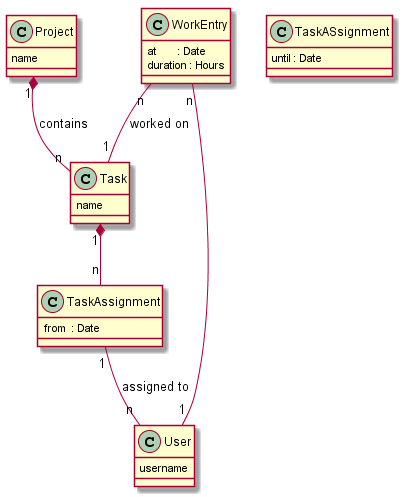 C Project
name
C WorkEntry
at : Date
duration : Hours
C TaskASsignment
until : Date
1
n
n
contains
worked on
n
1
C Task
name
1
n
C TaskAssignment
from : Date
1
assigned to
n
1
C User
username